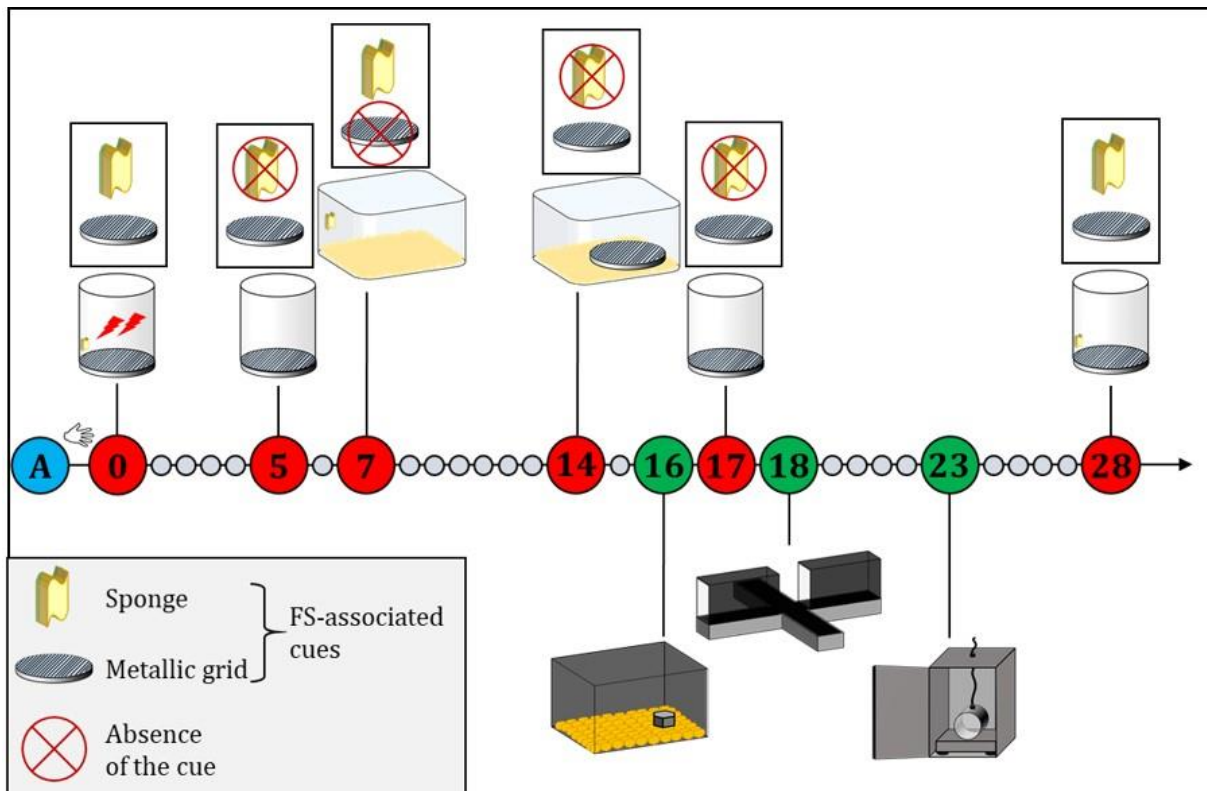 A 0 5 7 14 16 17 18 23 28
Sponge
FS-associated
cues
Metallic grid
Absence
of the cue